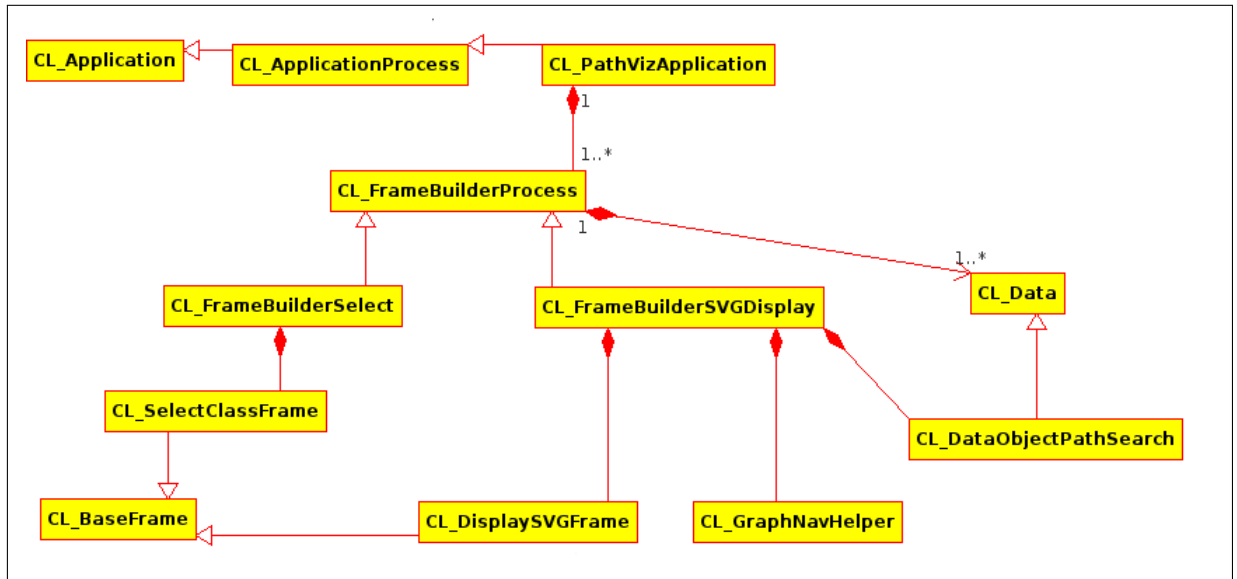 CL_Application
CL_ApplicationProcess
CL_PathVizApplication
1
1..*
CL_FrameBuilderProcess
1
1..*
CL_Data
CL_FrameBuilderSelect
CL_FrameBuilderSVGDisplay
CL_SelectClassFrame
CL_DataObjectPathSearch
CL_BaseFrame
CL_DisplaySVGFrame
CL_GraphNavHelper